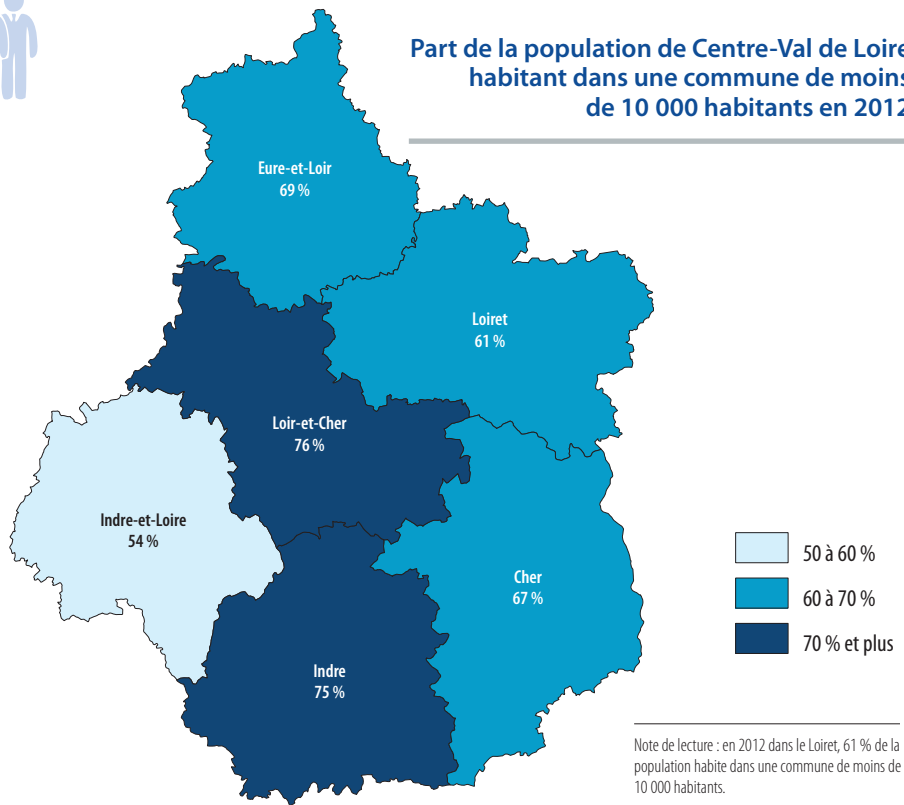 Part de la population de Centre-Val de Loire
habitant dans une commune de moins
de 10 000 habitants en 2012
Eure-et-Loir
69 %
Loiret
61 %
Loir-et-Cher
76 %
Indre-et-Loire
54 %
Cher
67 %
Indre
75 %
50 à 60 %
60 à 70 %
70 % et plus
Note de lecture : en 2012 dans le Loiret, 61 % de la
population habite dans une commune de moins de
10 000 habitants.